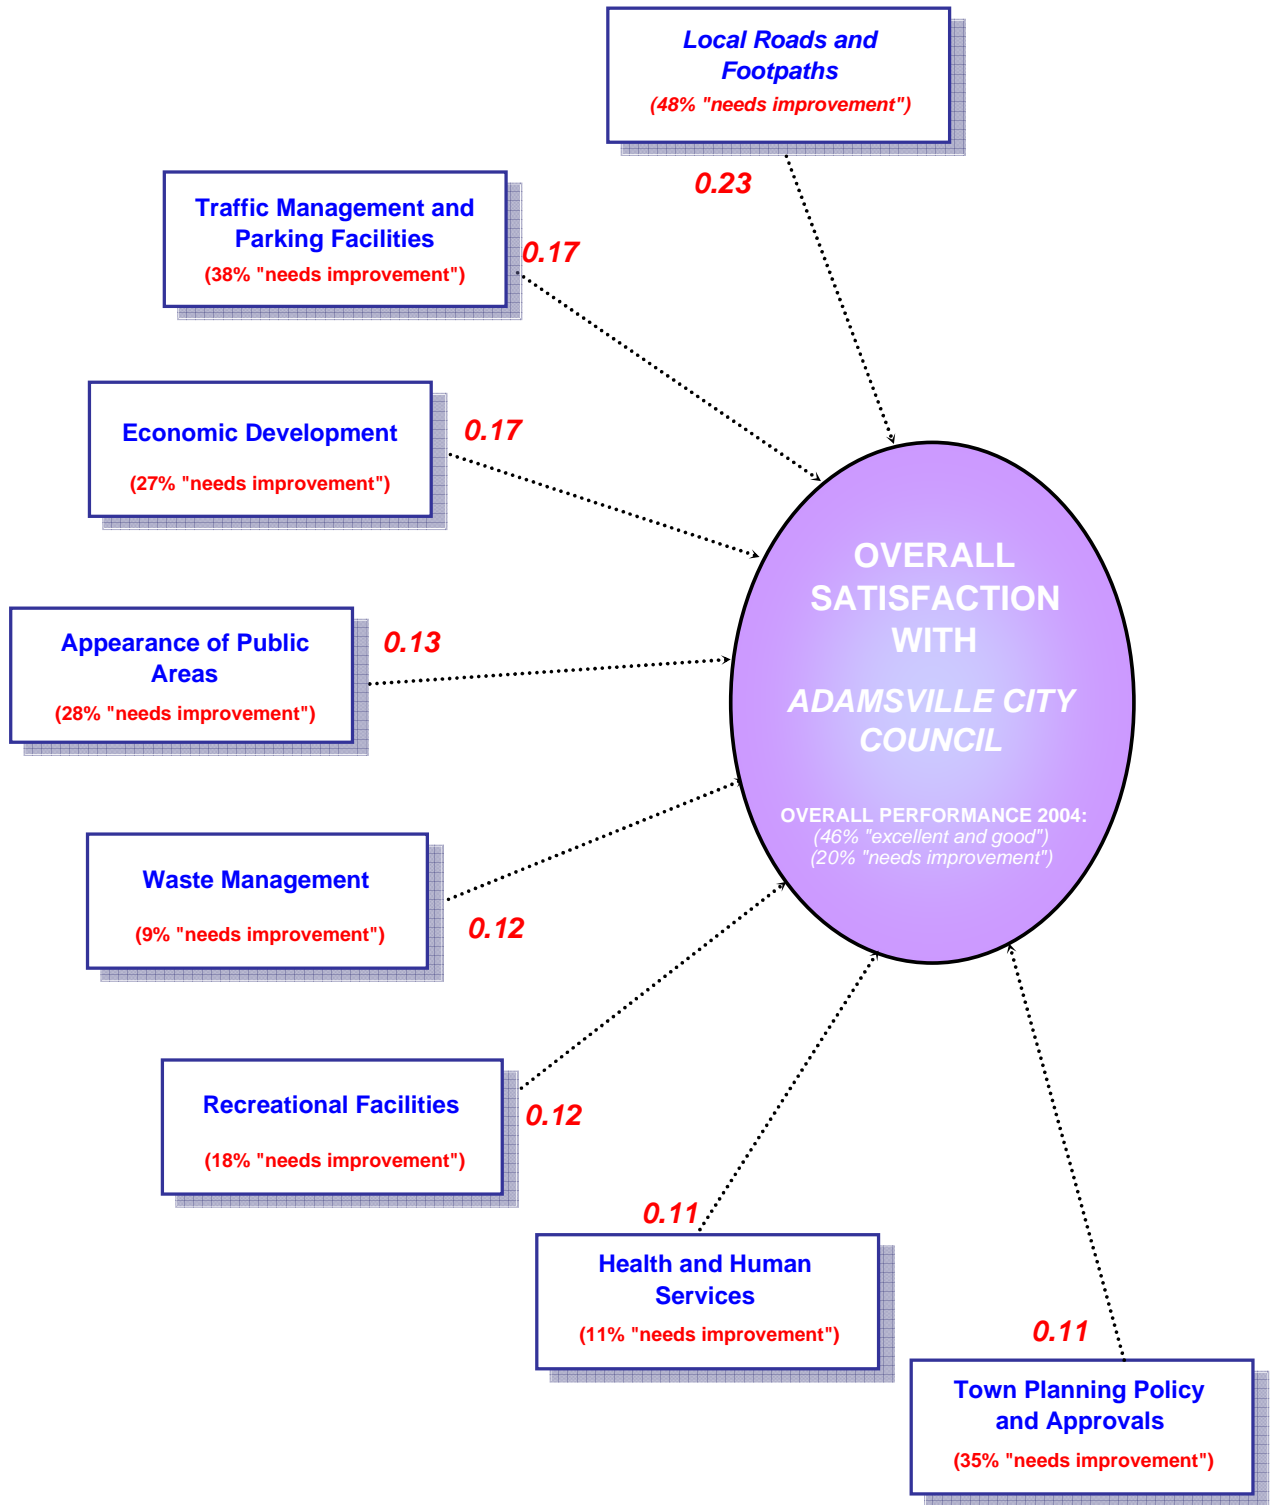 Local Roads and
Footpaths
(48% "needs improvement")
0.23
Traffic Management and
Parking Facilities
(38% "needs improvement")
0.17
Economic Development
(27% "needs improvement")
0.17
Appearance of Public
Areas
(28% "needs improvement")
0.13
Waste Management
(9% "needs improvement")
0.12
Recreational Facilities
(18% "needs improvement")
0.12
Health and Human
Services
(11% "needs improvement")
0.11
Town Planning Policy
and Approvals
(35% "needs improvement")
0.11
OVERALL
SATISFACTION
WITH
ADAMSVILLE CITY
COUNCIL
OVERALL PERFORMANCE 2004:
(46% "excellent and good")
(20% "needs improvement")